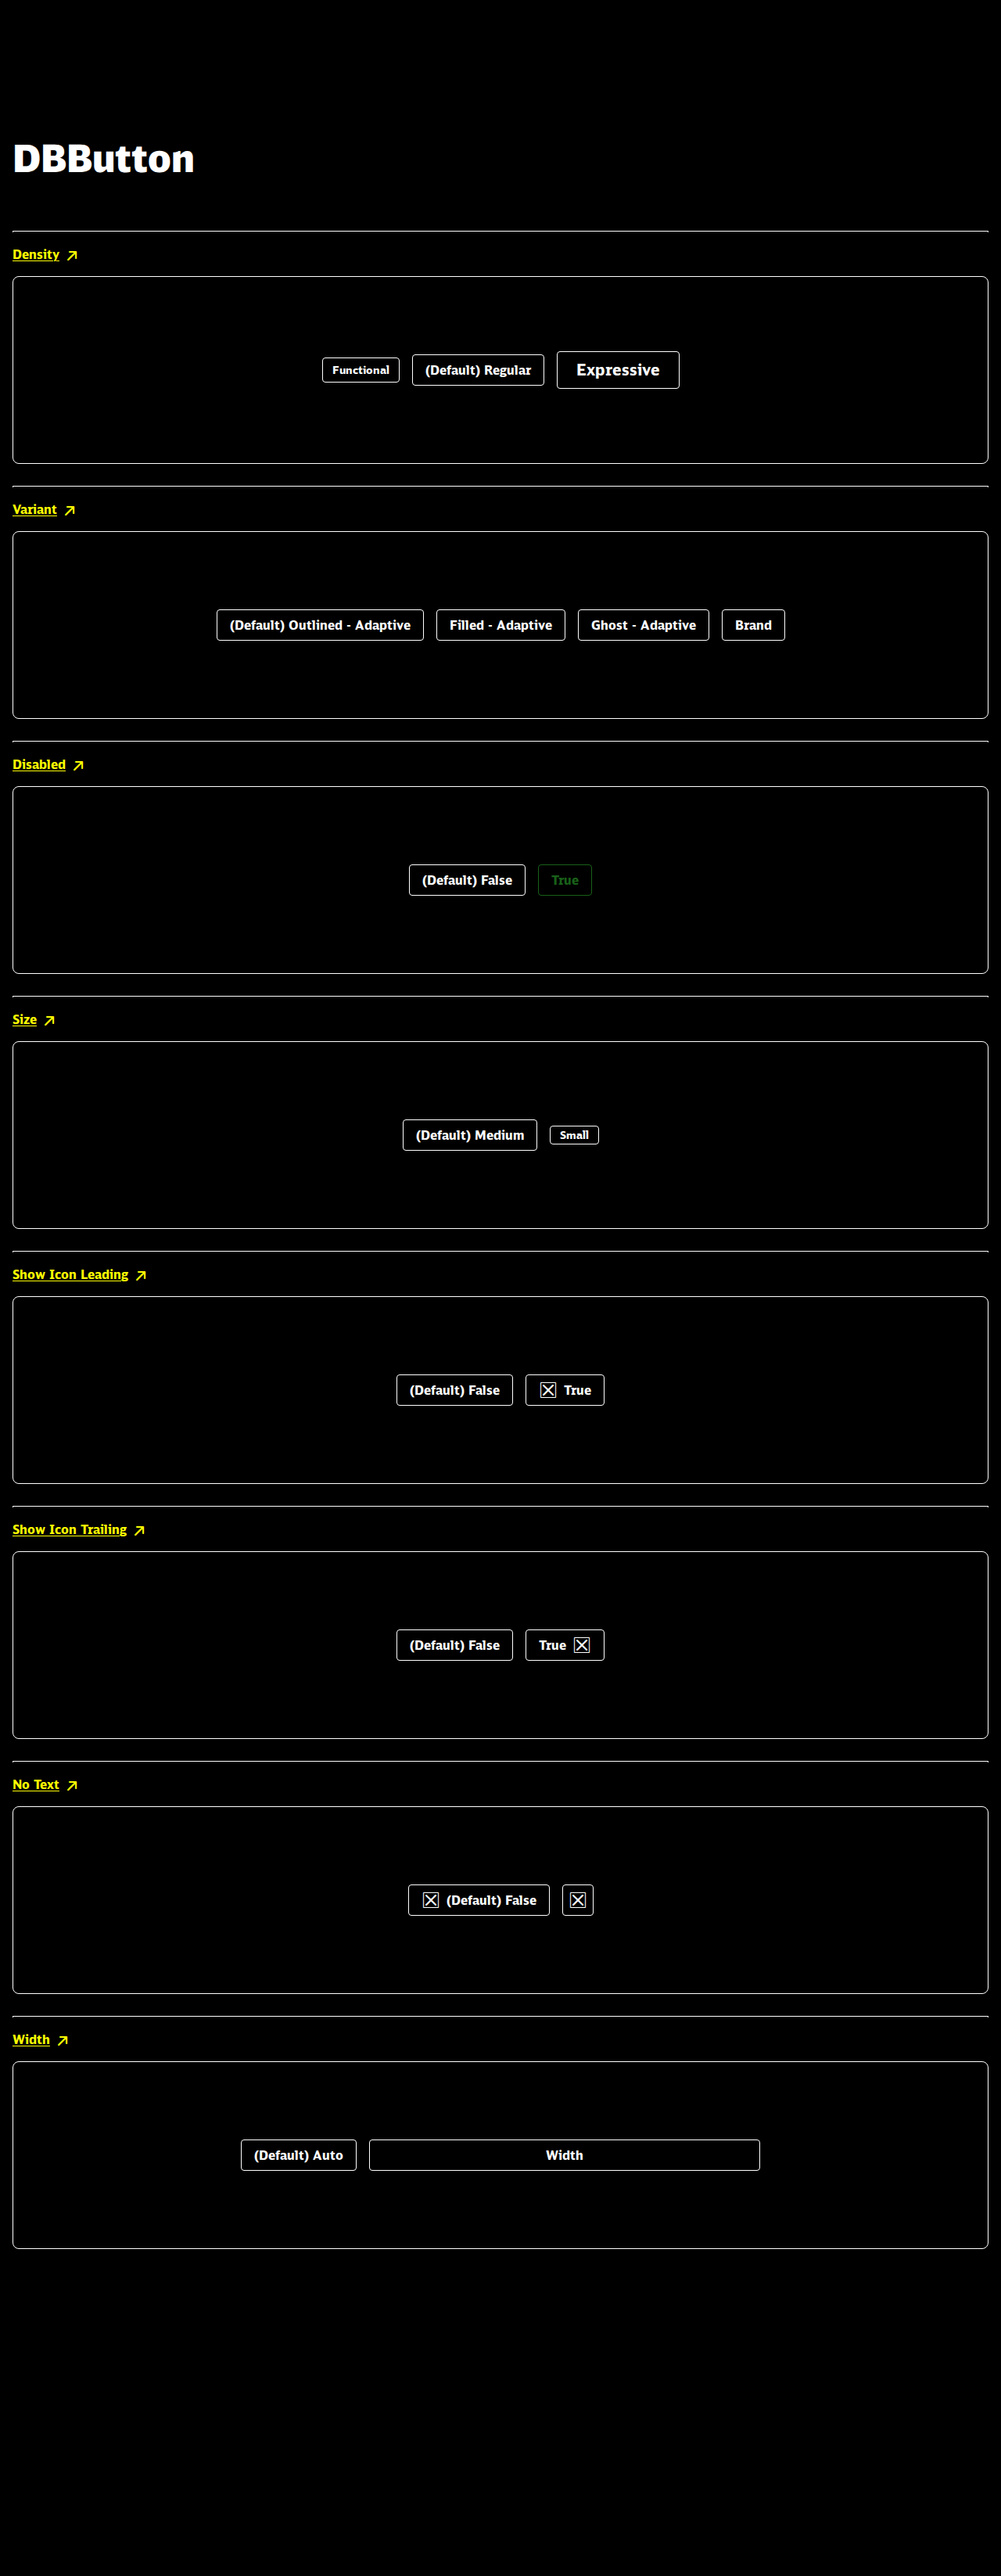 DBButton
Density
Functional (Default) Regular Expressive
Variant
(Default) Outlined - Adaptive Filled - Adaptive Ghost - Adaptive Brand
Disabled
(Default) False True
Size
(Default) Medium Small
Show Icon Leading
(Default) False True
Show Icon Trailing
(Default) False True
No Text
(Default) False
Width
(Default) Auto Width